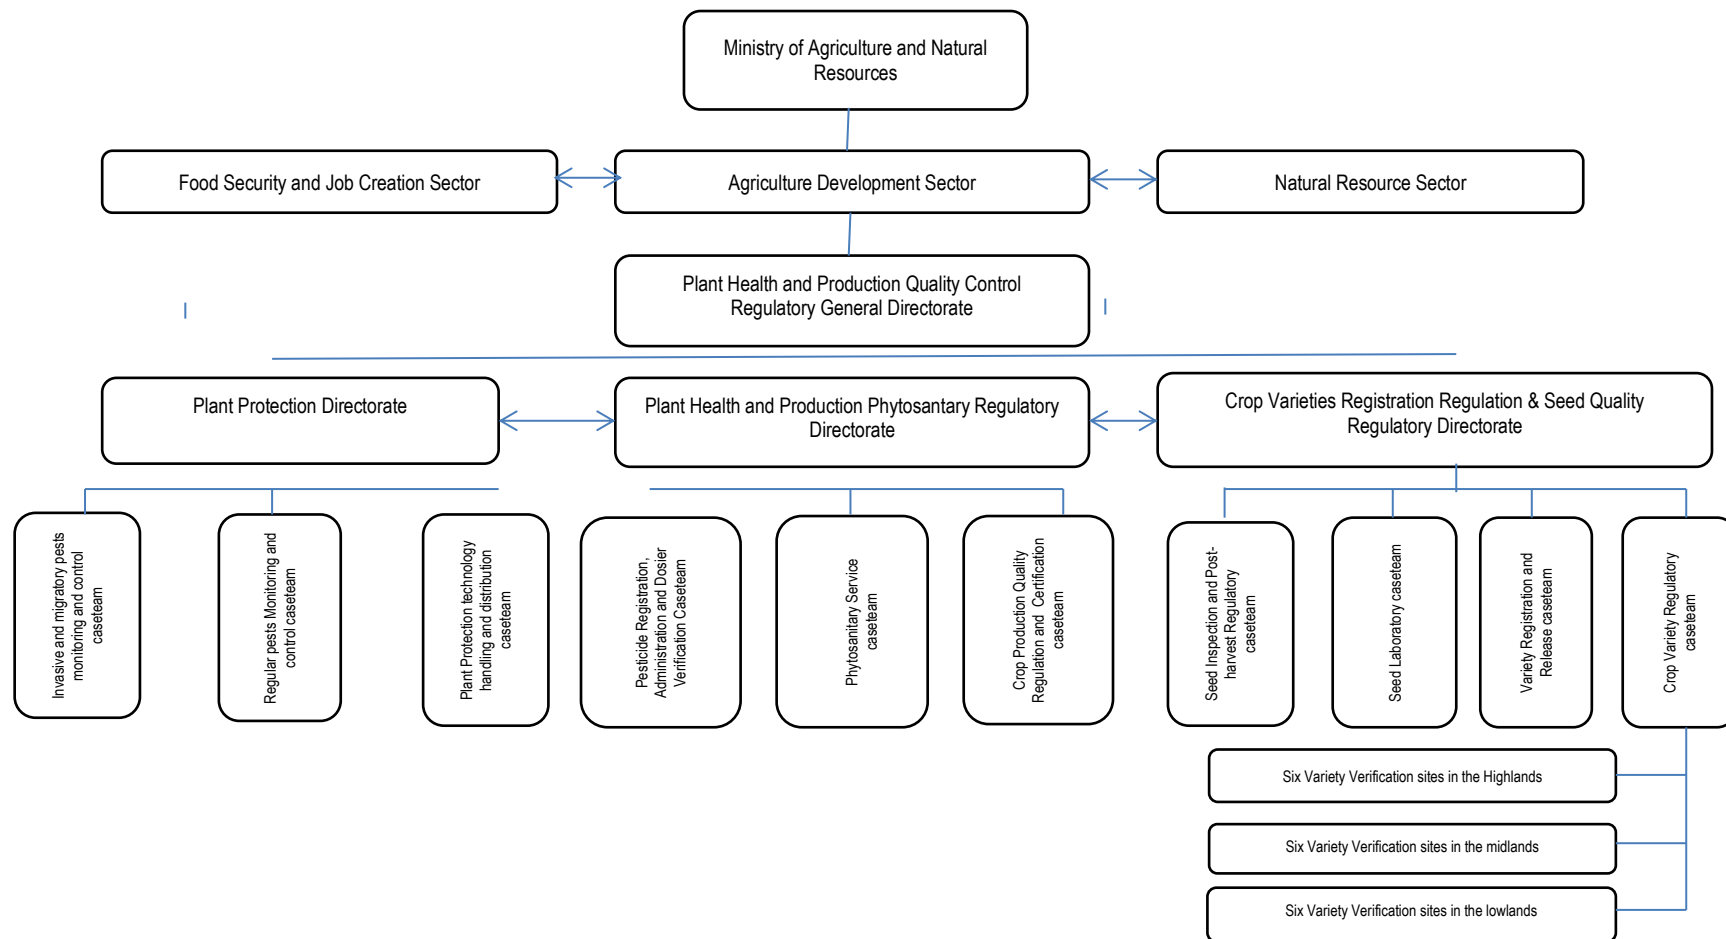 Ministry of Agriculture and Natural
Resources
Food Security and Job Creation Sector
Agriculture Development Sector
Natural Resource Sector
Plant Health and Production Quality Control
Regulatory General Directorate
Plant Protection Directorate
Plant Health and Production Phytosantary Regulatory
Directorate
Crop Varieties Registration Regulation & Seed Quality
Regulatory Directorate
Invasive and migratory pests
monitoring and control
caseteam
Regular pests Monitoring and
control caseteam
Plant Protection technology
handling and distribution
caseteam
Pesticide Registration,
Administration and Dosier
Verification Caseteam
Phytosanitary Service
caseteam
Crop Production Quality
Regulation and Certification
caseteam
Seed Inspection and Post-
harvest Regulatory
caseteam
Seed Laboratory caseteam
Variety Registration and
Release caseteam
Crop Variety Regulatory
caseteam
Six Variety Verification sites in the Highlands
Six Variety Verification sites in the midlands
Six Variety Verification sites in the lowlands